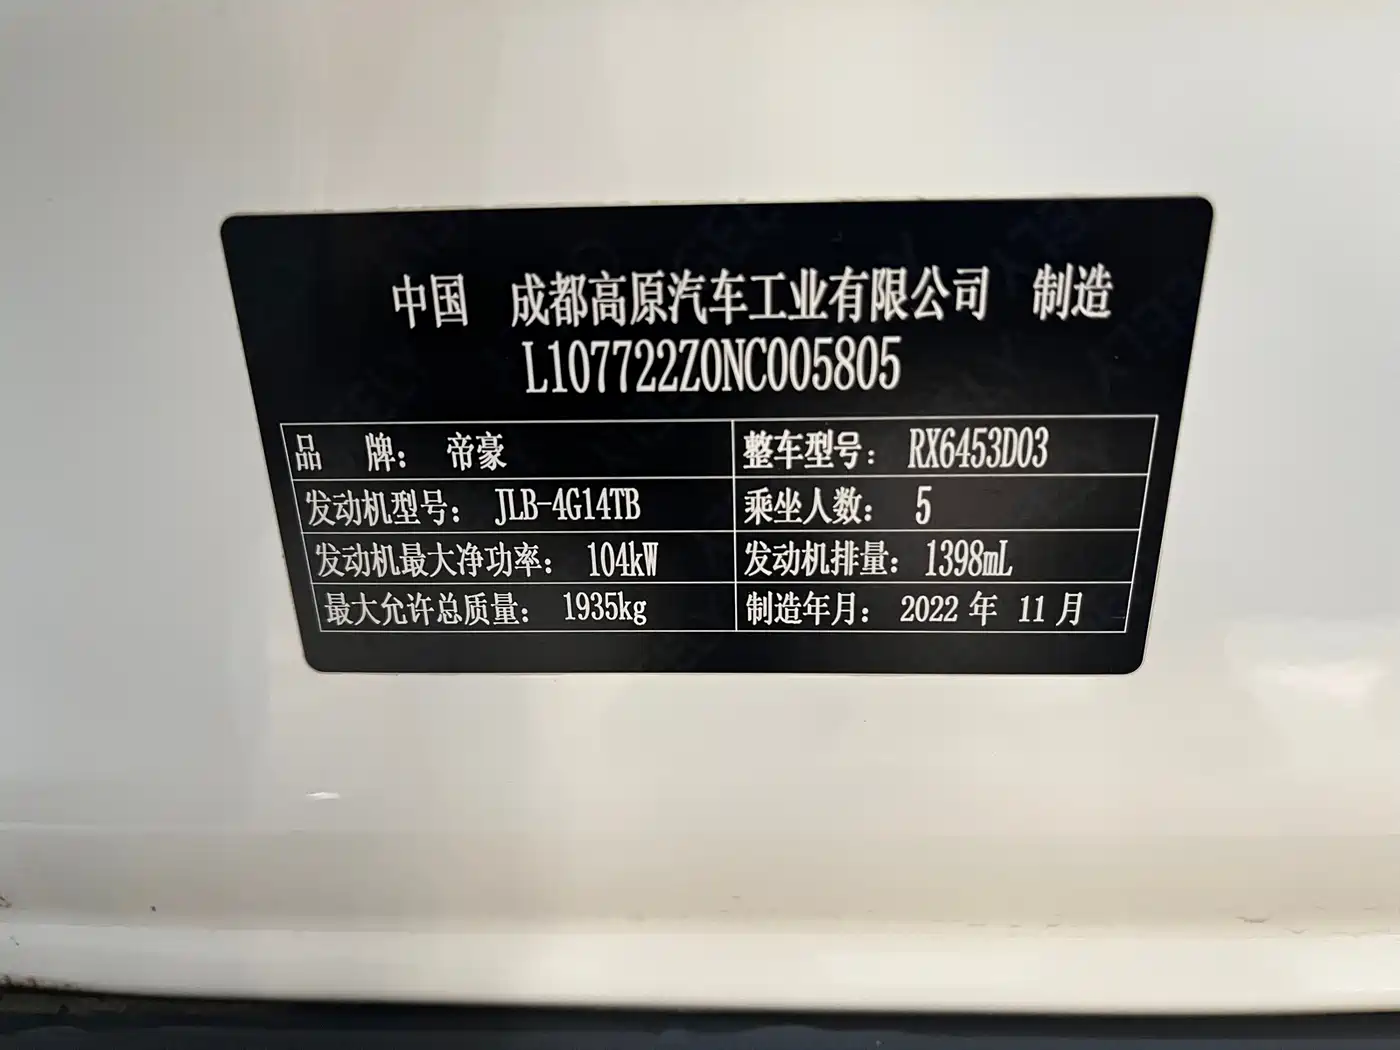 中国 成都高原汽车工业有限公司 制造
L107722Z0NC005805
品 牌： 帝豪 整车型号： RX6453D03
发动机型号： JLB-4G14TB 乘坐人数： 5
发动机最大净功率： 104kW 发动机排量： 1398mL
最大允许总质量： 1935kg 制造年月： 2022 年 11 月